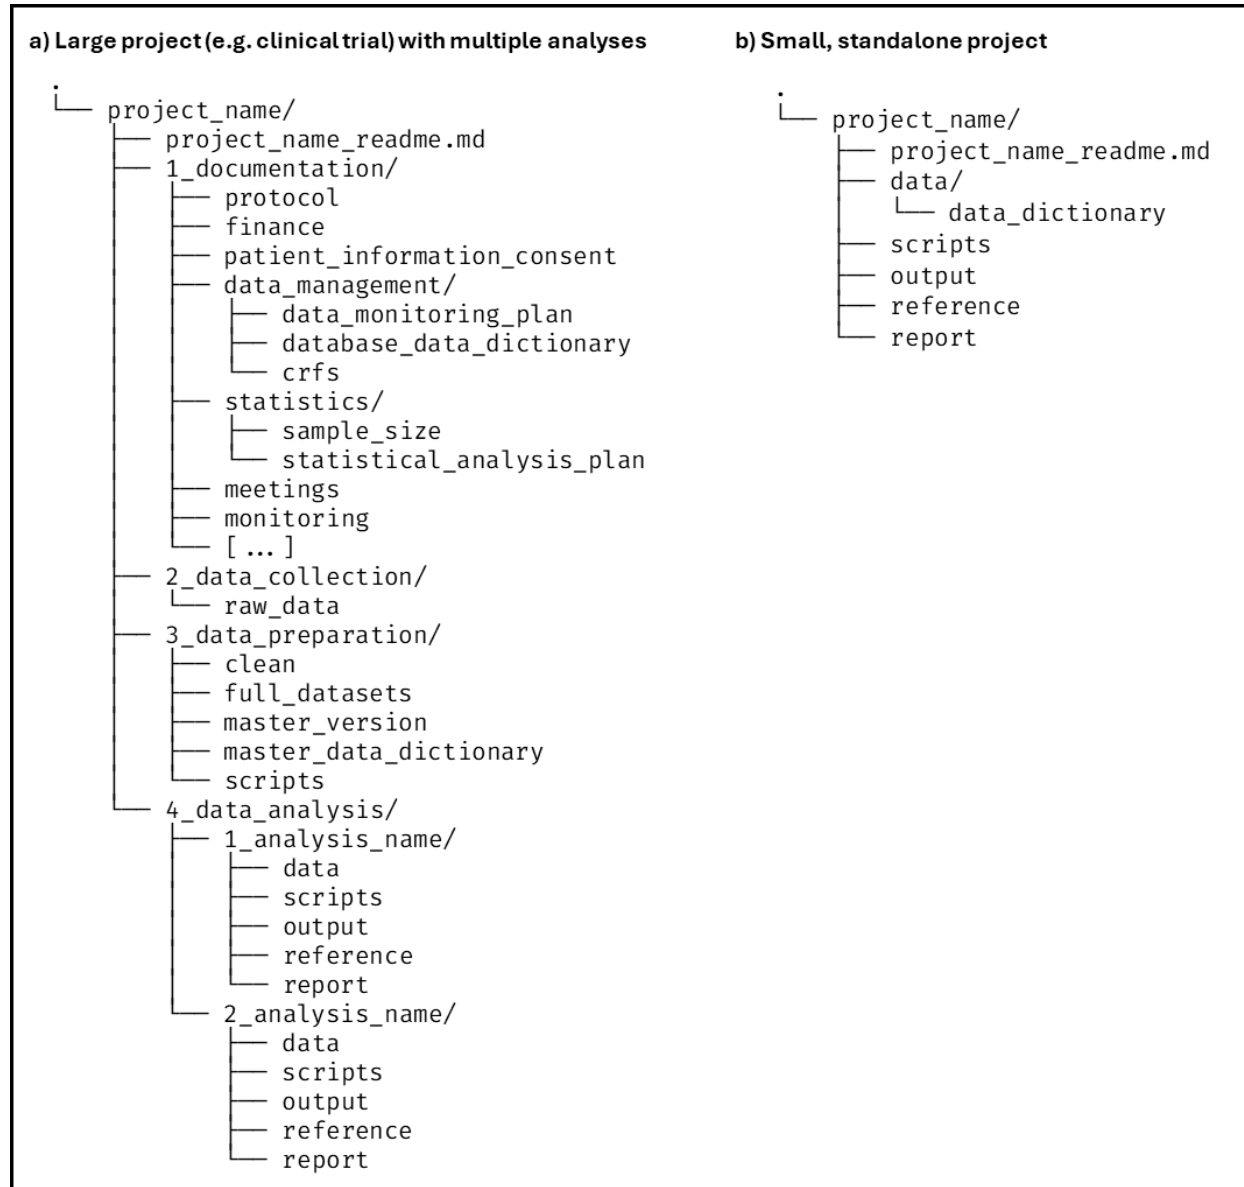 a) Large project (e.g. clinical trial) with multiple analyses
.
└── project_name/
    ├── project_name_readme.md
    ├── 1_documentation/
    │   ├── protocol
    │   ├── finance
    │   ├── patient_information_consent
    │   ├── data_management/
    │   │   ├── data_monitoring_plan
    │   │   ├── database_data_dictionary
    │   │   └── crfs
    │   ├── statistics/
    │   │   ├── sample_size
    │   │   └── statistical_analysis_plan
    │   ├── meetings
    │   ├── monitoring
    │   └── [ ... ]
    ├── 2_data_collection/
    │   └── raw_data
    ├── 3_data_preparation/
    │   ├── clean
    │   ├── full_datasets
    │   ├── master_version
    │   ├── master_data_dictionary
    │   └── scripts
    └── 4_data_analysis/
        ├── 1_analysis_name/
        │   ├── data
        │   ├── scripts
        │   ├── output
        │   ├── reference
        │   └── report
        └── 2_analysis_name/
            ├── data
            ├── scripts
            ├── output
            ├── reference
            └── report
b) Small, standalone project
.
└── project_name/
    ├── project_name_readme.md
    ├── data/
    │   └── data_dictionary
    ├── scripts
    ├── output
    ├── reference
    └── report